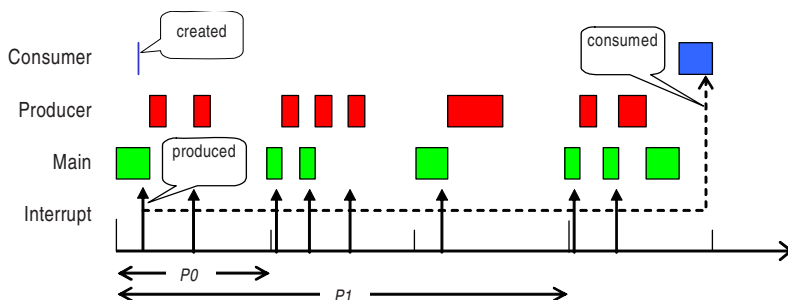 created
Consumer
consumed
Producer
Main
produced
Interrupt
P0
P1